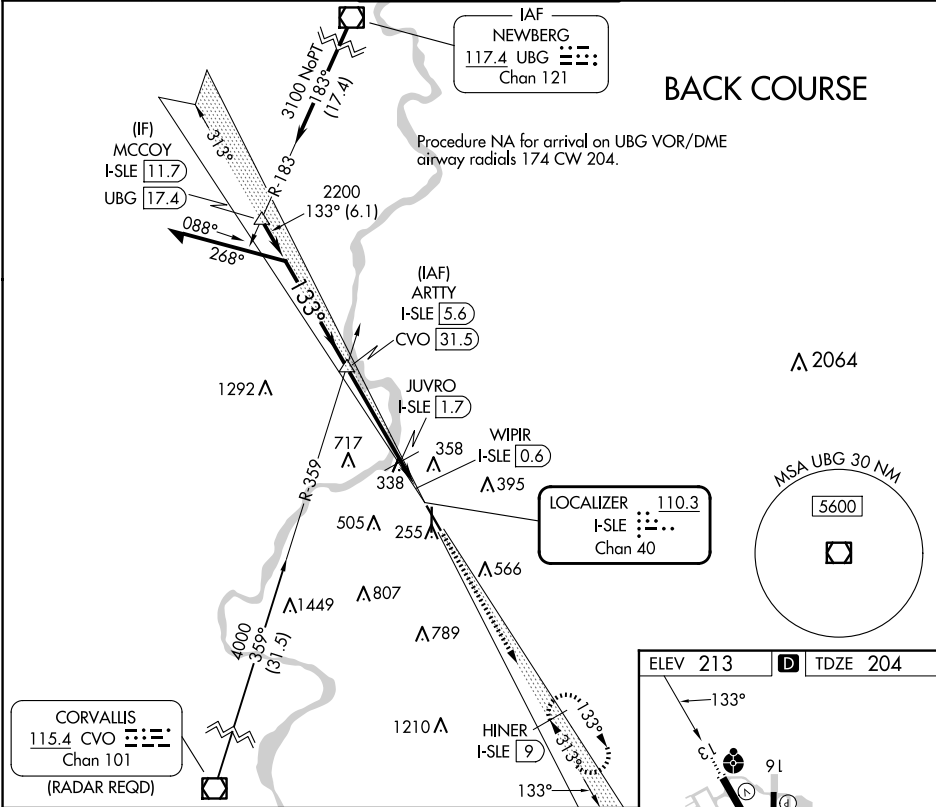 IAF
NEWBERG
117.4 UBG
Chan 121
BACK COURSE
3100 NoPT
183°
(17.4)
Procedure NA for arrival on UBG VOR/DME
airway radials 174 CW 204.
313°
(IF)
MCCOY
I-SLE 11.7
UBG 17.4
R-183
2200
133° (6.1)
088°
268°
133°
(IAF)
ARTTY
I-SLE 5.6
CVO 31.5
2064
1292
JUVRO
I-SLE 1.7
WIPIR
I-SLE 0.6
717
358
338
395
MSA UBG 30 NM
5600
R-359
LOCALIZER 110.3
I-SLE
Chan 40
505
255
566
1449
807
789
4000
359°
(31.5)
ELEV 213
D
TDZE 204
133°
CORVALLIS
115.4 CVO
Chan 101
(RADAR REQD)
1210
HINER
I-SLE 9
133°
313°
133°
13
16
V
P